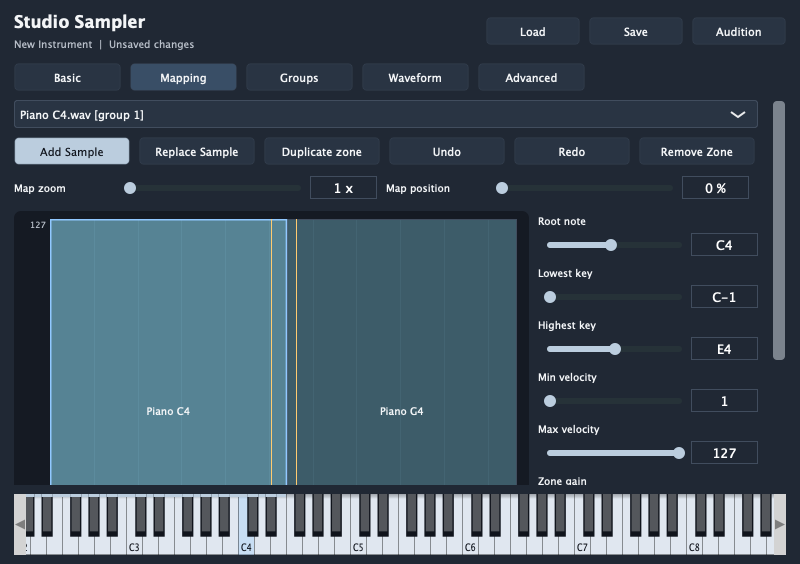 Studio Sampler
New Instrument | Unsaved changes
Load
Save
Audition
Basic
Mapping
Groups
Waveform
Advanced
Piano C4.wav [group 1]
Add Sample
Replace Sample
Duplicate zone
Undo
Redo
Remove Zone
Map zoom
1 x
Map position
0 %
127
Piano C4
Piano G4
Root note
C4
Lowest key
C-1
Highest key
E4
Min velocity
1
Max velocity
127
Zone gain
C3
C4
C5
C6
C7
C8